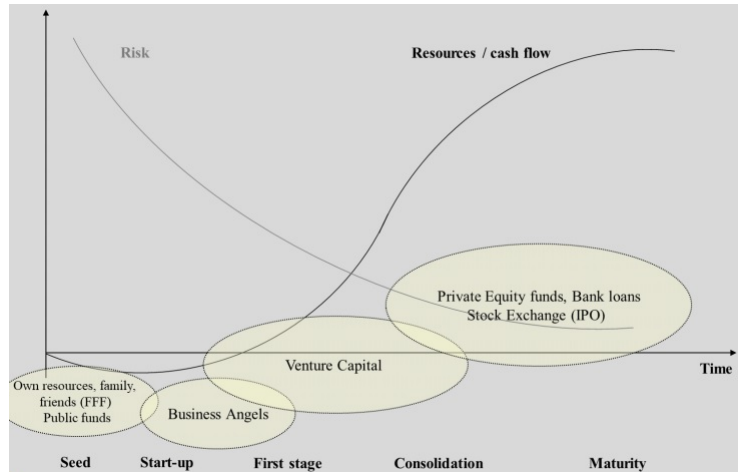 Risk
Resources / cash flow
Private Equity funds, Bank loans
Stock Exchange (IPO)
Venture Capital
Time
Own resources, family,
friends (FFF)
Public funds
Business Angels
Seed
Start-up
First stage
Consolidation
Maturity